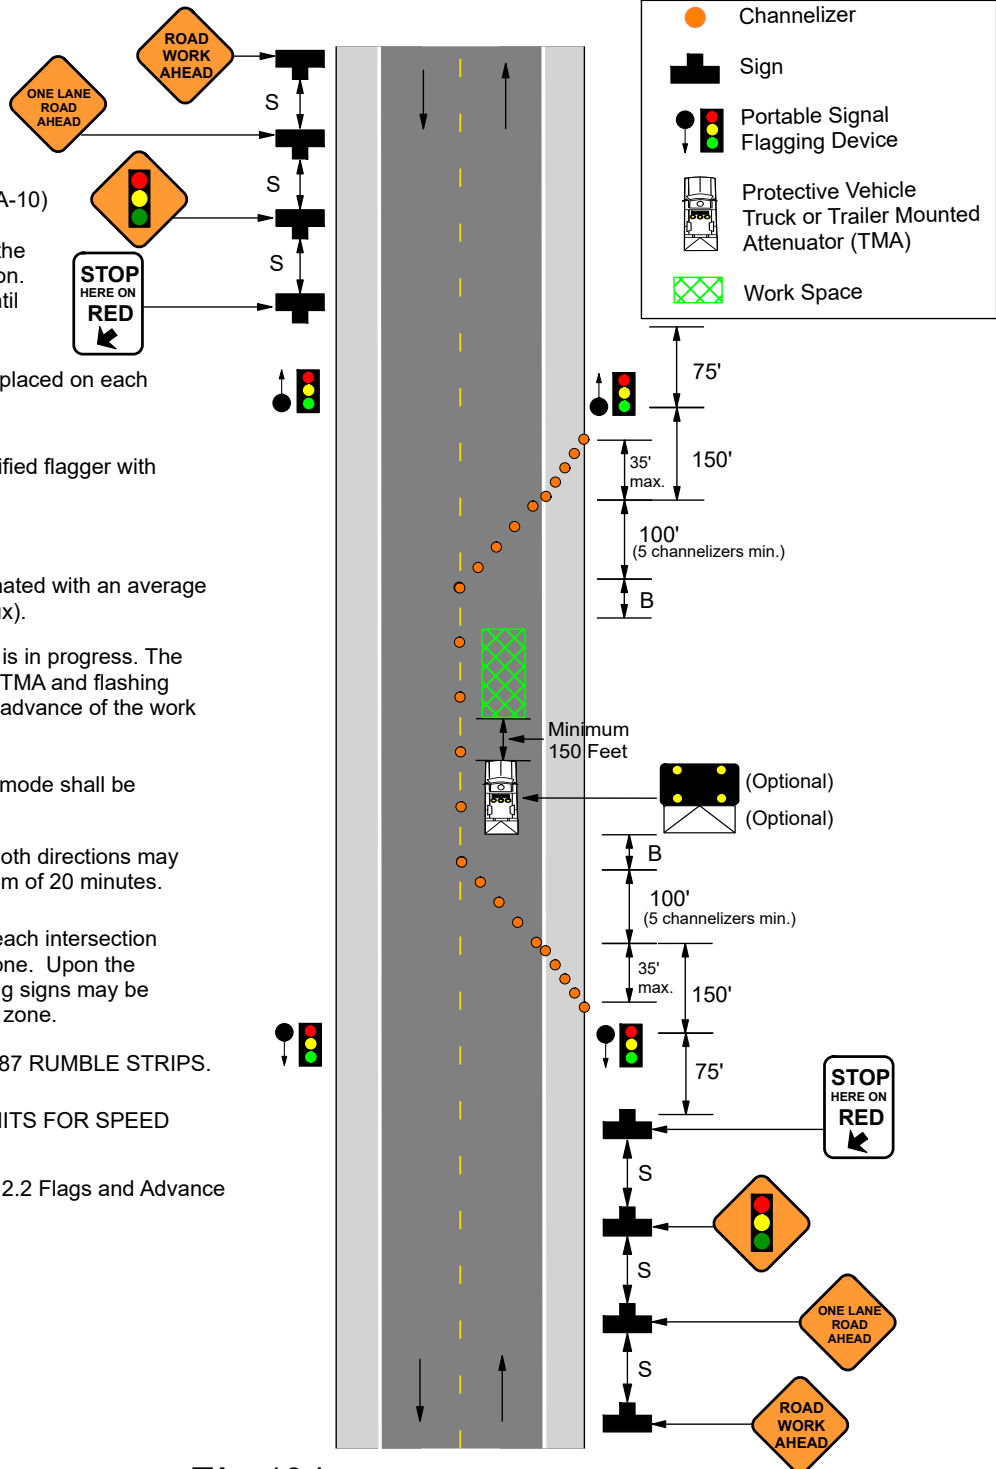 Channelizer
Sign
Portable Signal
Flagging Device
Protective Vehicle
Truck or Trailer Mounted
Attenuator (TMA)
Work Space
ROAD
WORK
AHEAD
S
ONE LANE
ROAD
AHEAD
S
A-10)
the
on.
S
STOP
HERE ON
RED
placed on each
75'
150'
35'
max.
ified flagger with
100'
(5 channelizers min.)
B
nated with an average
ux).
is in progress. The
TMA and flashing
advance of the work
Minimum
150 Feet
mode shall be
(Optional)
(Optional)
B
oth directions may
m of 20 minutes.
100'
(5 channelizers min.)
each intersection
one. Upon the
g signs may be
zone.
35'
max.
150'
87 RUMBLE STRIPS.
75'
STOP
HERE ON
RED
IITS FOR SPEED
S
2.2 Flags and Advance
S
ONE LANE
ROAD
AHEAD
S
ROAD
WORK
AHEAD